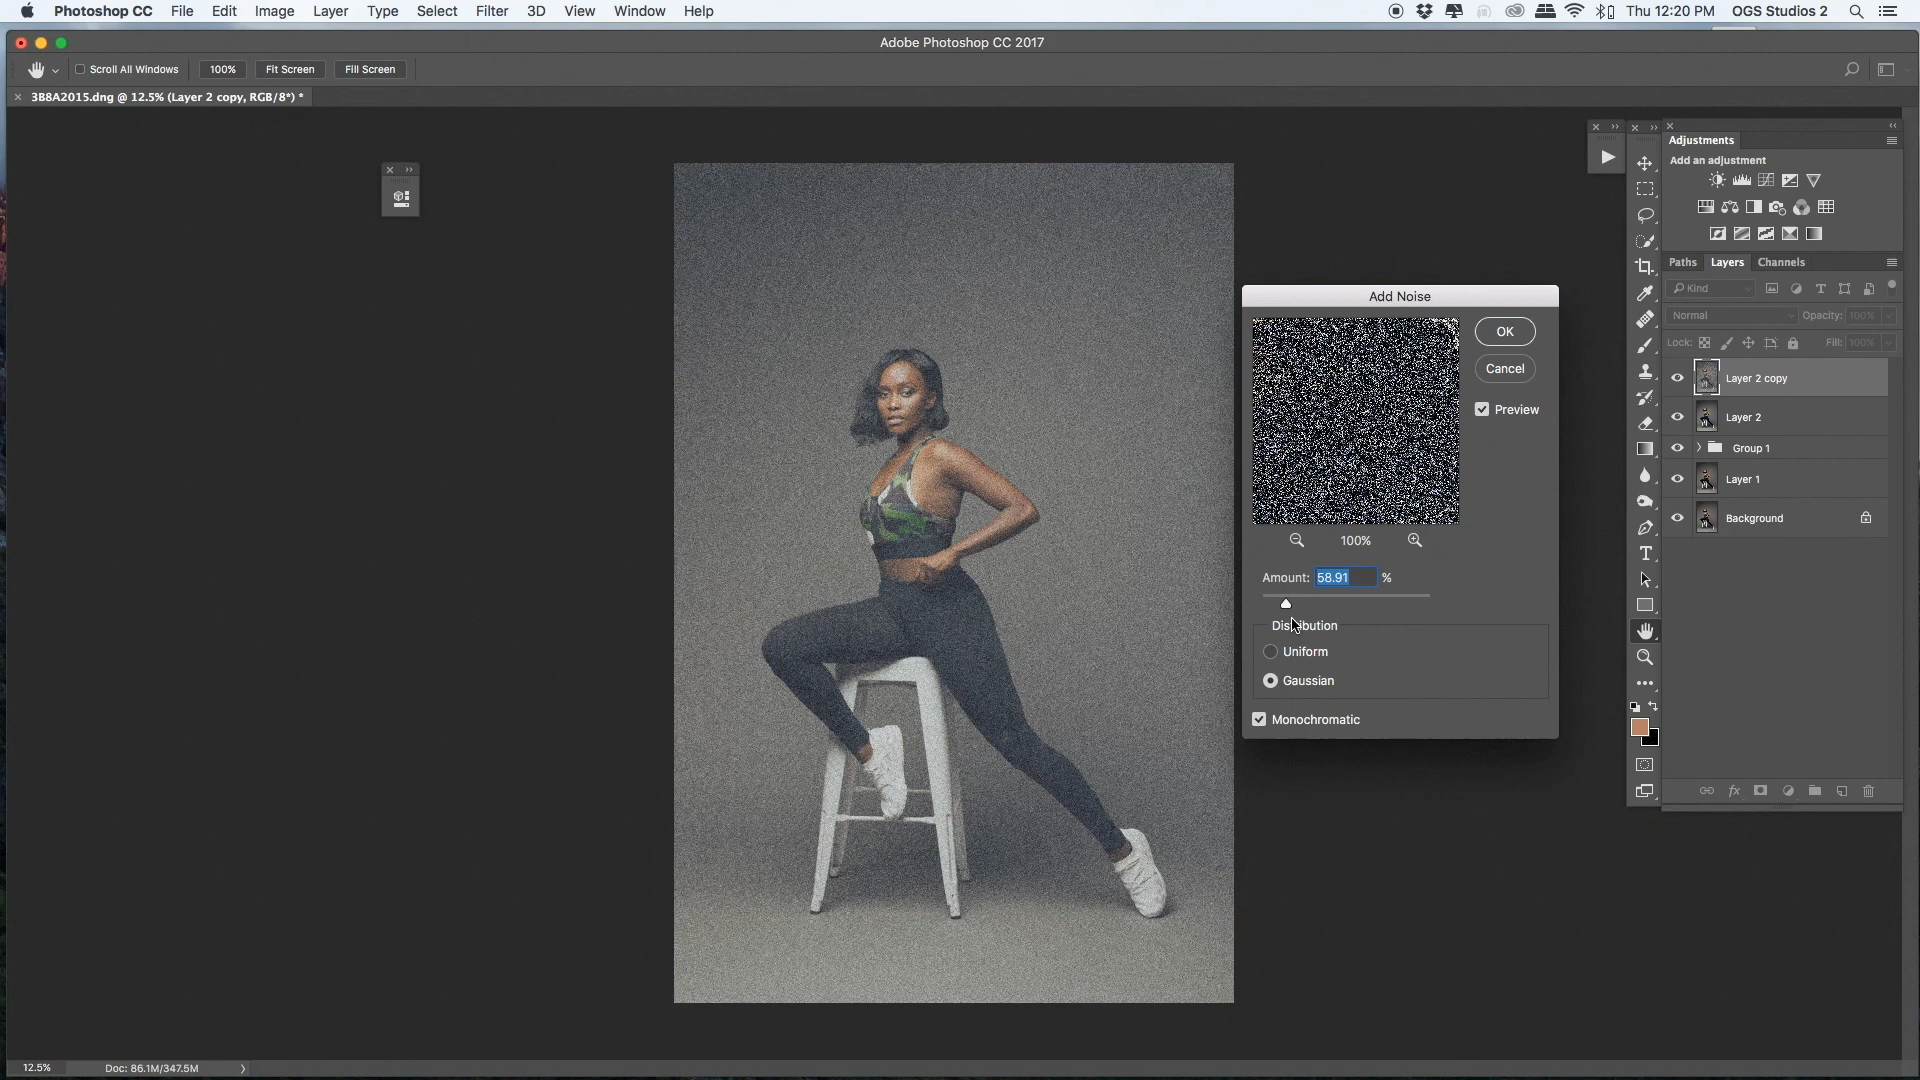 Photoshop CC File Edit Image Layer Type Select Filter 3D View Window Help Thu 12:20 PM OGS Studios 2
Adobe Photoshop CC 2017
Scroll All Windows 100% Fit Screen Fill Screen
3B8A2015.dng @ 12.5% (Layer 2 copy, RGB/8*) *
Adjustments
Add an adjustment
Paths Layers Channels
Kind
Normal Opacity: 100%
Lock: Fill: 100%
Layer 2 copy
Layer 2
Group 1
Layer 1
Background
Add Noise
OK
Cancel
Preview
100%
Amount: 58.91 %
Distribution
Uniform
Gaussian
Monochromatic
12.5% Doc: 86.1M/347.5M